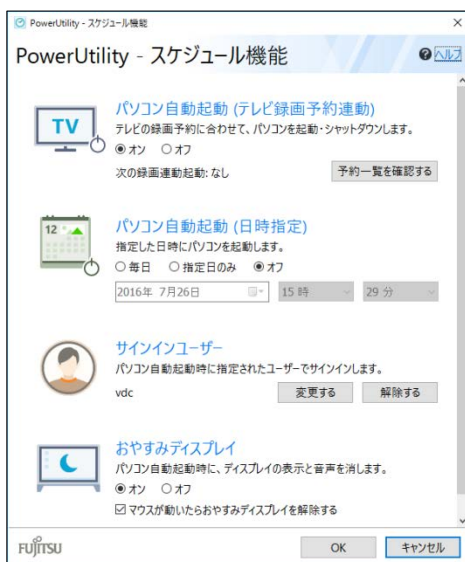 PowerUtility - スケジュール機能
PowerUtility - スケジュール機能
ヘルプ
パソコン自動起動 (テレビ録画予約連動)
TV
テレビの録画予約に合わせて、パソコンを起動・シャットダウンします。
オン オフ
次の録画連動起動: なし
予約一覧を確認する
パソコン自動起動 (日時指定)
12
指定した日時にパソコンを起動します。
毎日 指定日のみ オフ
2016年 7月26日 15 時 29 分
サインインユーザー
パソコン自動起動時に指定されたユーザーでサインインします。
vdc 変更する 解除する
おやすみディスプレイ
パソコン自動起動時に、ディスプレイの表示と音声を消します。
オン オフ
マウスが動いたらおやすみディスプレイを解除する
FUJITSU
OK キャンセル